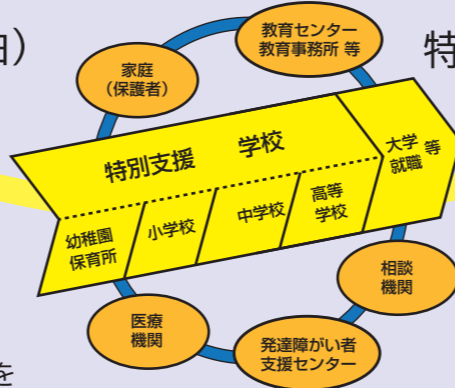 日）
特
教育センター
教育事務所 等
家庭
（保護者）
特別支援 学校
大学 等
就職
幼稚園
保育所
小学校
中学校
高等
学校
相談
機関
医療
機関
発達障がい者
支援センター
を